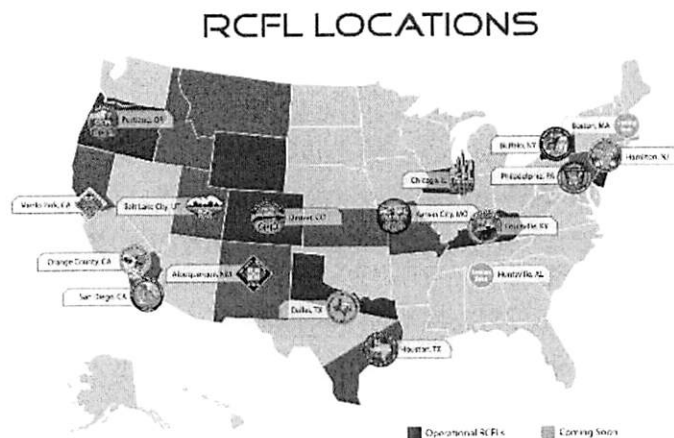 RCFL LOCATIONS
Portland, OR
Boston, MA
Buffalo, NY
Hamilton, NJ
Chicago, IL
Philadelphia, PA
Menlo Park, CA
Salt Lake City, UT
Denver, CO
Kansas City, MO
Louisville, KY
Orange County, CA
Albuquerque, NM
Huntsville, AL
San Diego, CA
Dallas, TX
Houston, TX
Operational RCFLs
Coming Soon